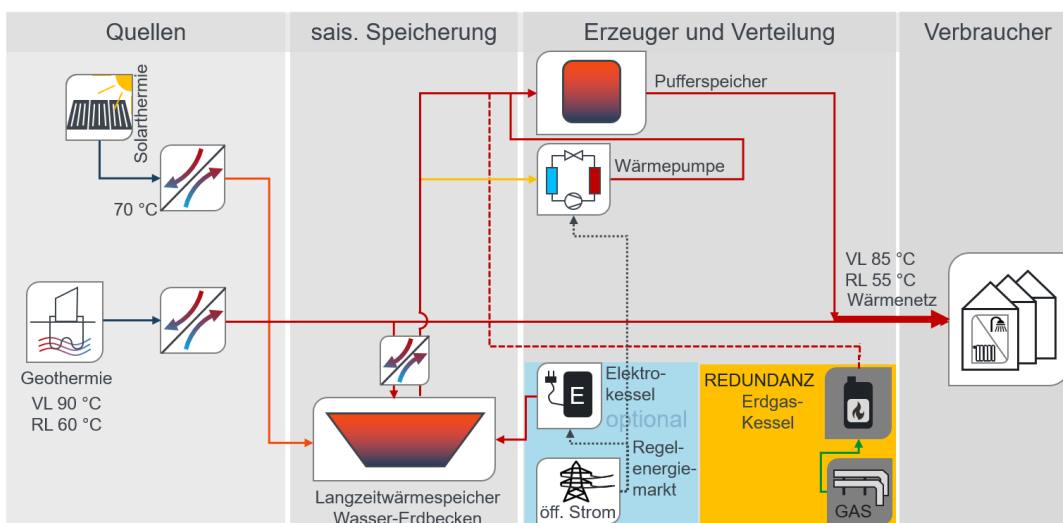 Quellen
sais. Speicherung
Erzeuger und Verteilung
Verbraucher
Solarthermie
70 °C
Pufferspeicher
Wärmepumpe
VL 85 °C
RL 55 °C
Wärmenetz
Geothermie
VL 90 °C
RL 60 °C
Langzeitwärmespeicher
Wasser-Erdbecken
E
Elektro-
kessel
optional
Regel-
energie-
markt
öff. Strom
REDUNDANZ
Erdgas-
Kessel
GAS